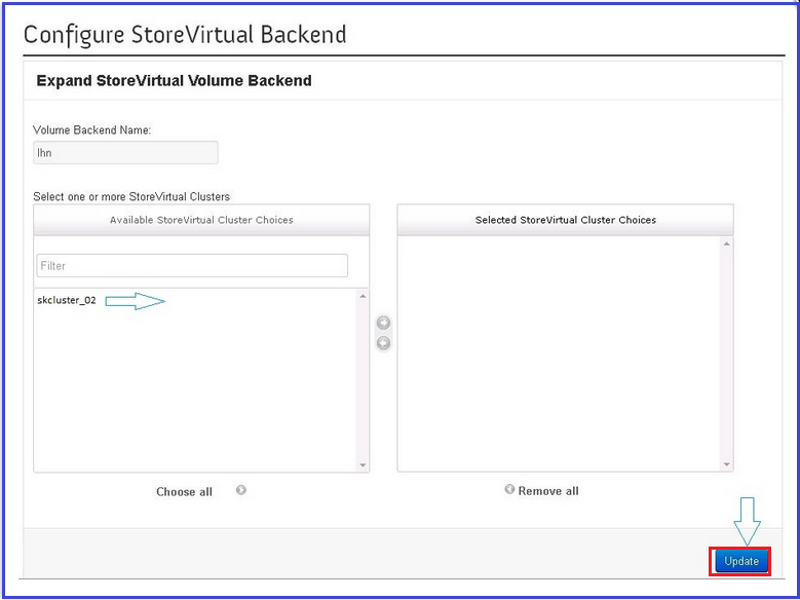 Configure StoreVirtual Backend
Expand StoreVirtual Volume Backend
Volume Backend Name:
lhn
Select one or more StoreVirtual Clusters
Available StoreVirtual Cluster Choices
Selected StoreVirtual Cluster Choices
Filter
skcluster_02
Choose all
Remove all
Update